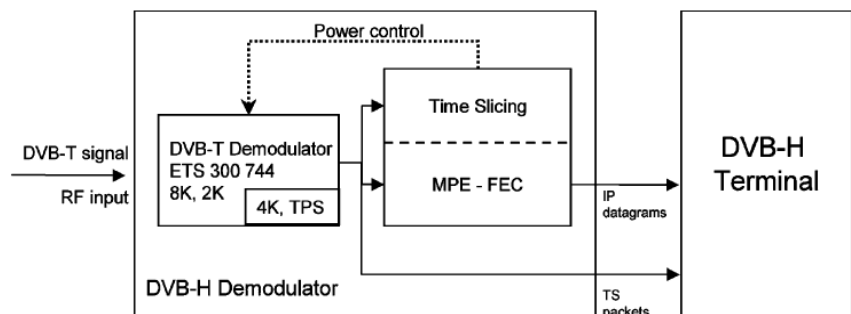 Power control
Time Slicing
DVB-T Demodulator
ETS 300 744
8K, 2K
4K, TPS
MPE - FEC
DVB-T signal
RF input
DVB-H
Terminal
IP
datagrams
DVB-H Demodulator
TS
packets